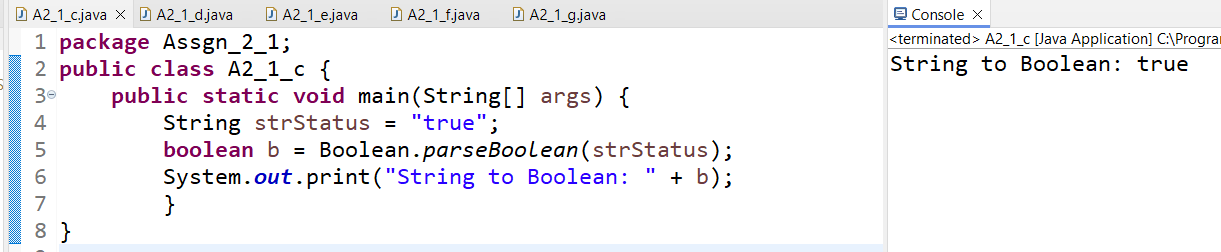 A2_1_c.java A2_1_d.java A2_1_e.java A2_1_f.java A2_1_g.java
1 package Assgn_2_1;
2 public class A2_1_c {
3 public static void main(String[] args) {
4 String strStatus = "true";
5 boolean b = Boolean.parseBoolean(strStatus);
6 System.out.print("String to Boolean: " + b);
7 }
8 }
Console
<terminated> A2_1_c [Java Application] C:\Progra
String to Boolean: true